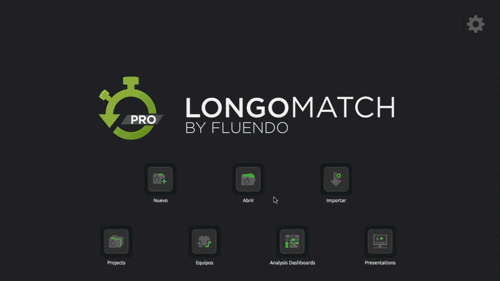 PRO
LONGOMATCH
BY FLUENDO
Nuevo
Abrir
Importar
Projects
Equipos
Analysis Dashboards
Presentations